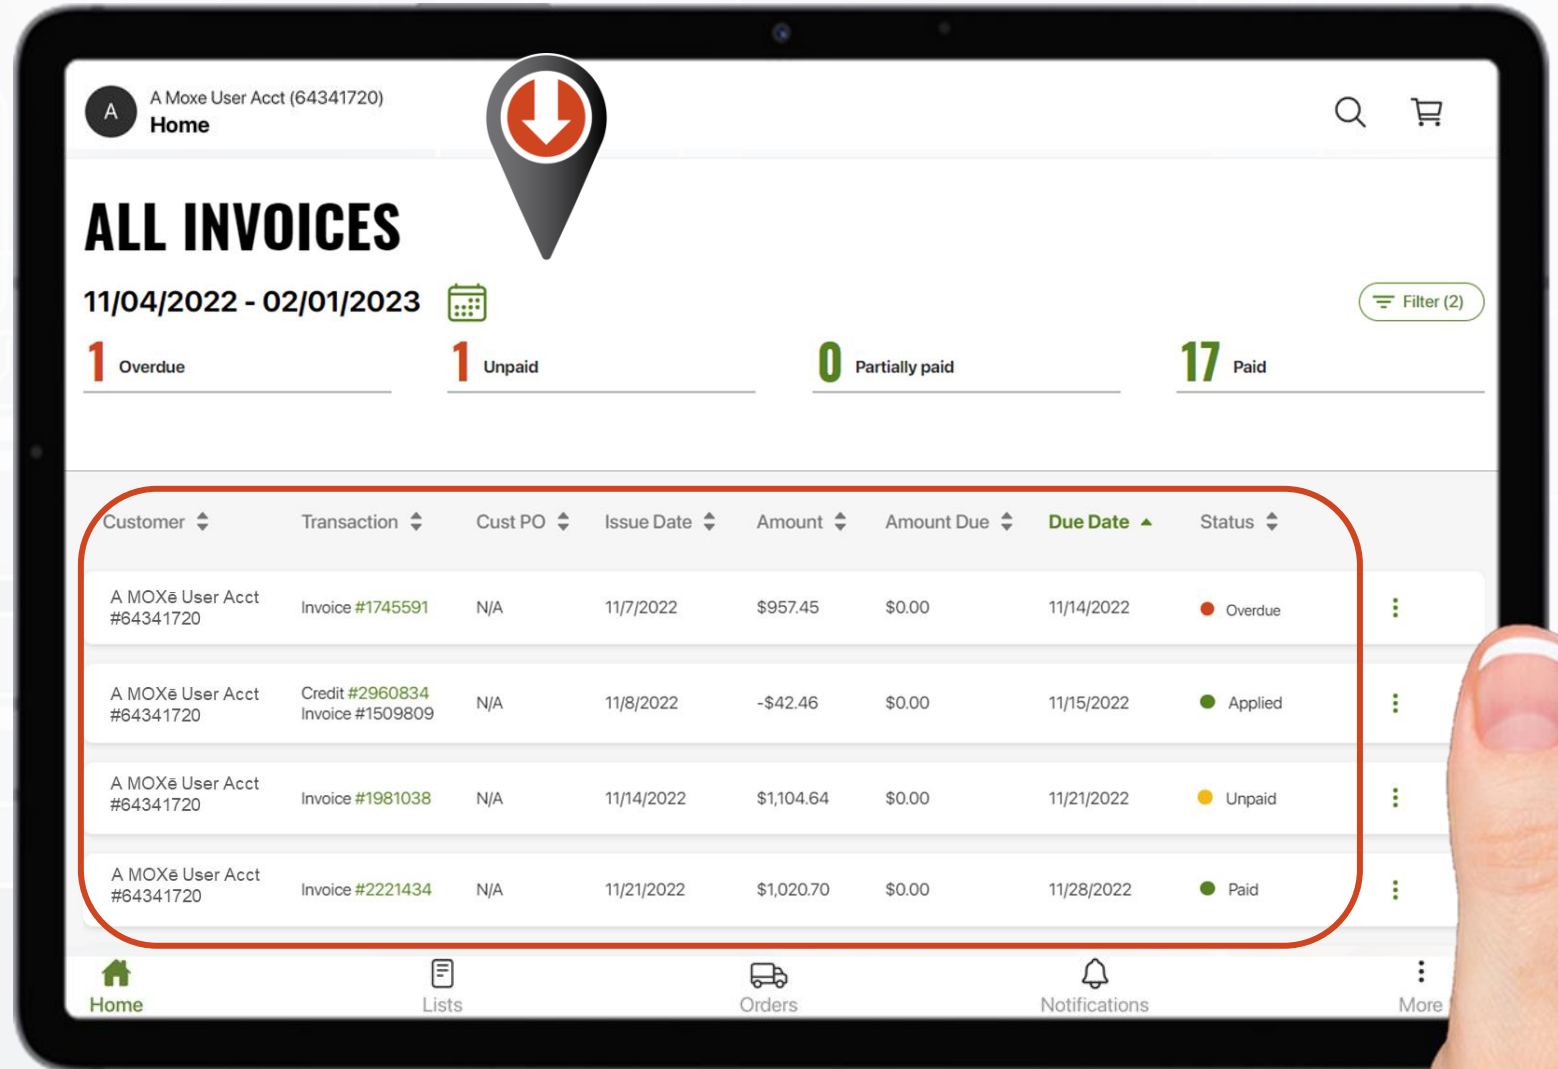 A
A Moxe User Acct (64341720)
Home
ALL INVOICES
11/04/2022 - 02/01/2023
Filter (2)
1 Overdue
1 Unpaid
0 Partially paid
17 Paid
Customer Transaction Cust PO Issue Date Amount Amount Due Due Date Status
A MOXē User Acct
#64341720
Invoice #1745591 N/A 11/7/2022 $957.45 $0.00 11/14/2022 Overdue
A MOXē User Acct
#64341720
Credit #2960834
Invoice #1509809
N/A 11/8/2022 -$42.46 $0.00 11/15/2022 Applied
A MOXē User Acct
#64341720
Invoice #1981038 N/A 11/14/2022 $1,104.64 $0.00 11/21/2022 Unpaid
A MOXē User Acct
#64341720
Invoice #2221434 N/A 11/21/2022 $1,020.70 $0.00 11/28/2022 Paid
Home Lists Orders Notifications More